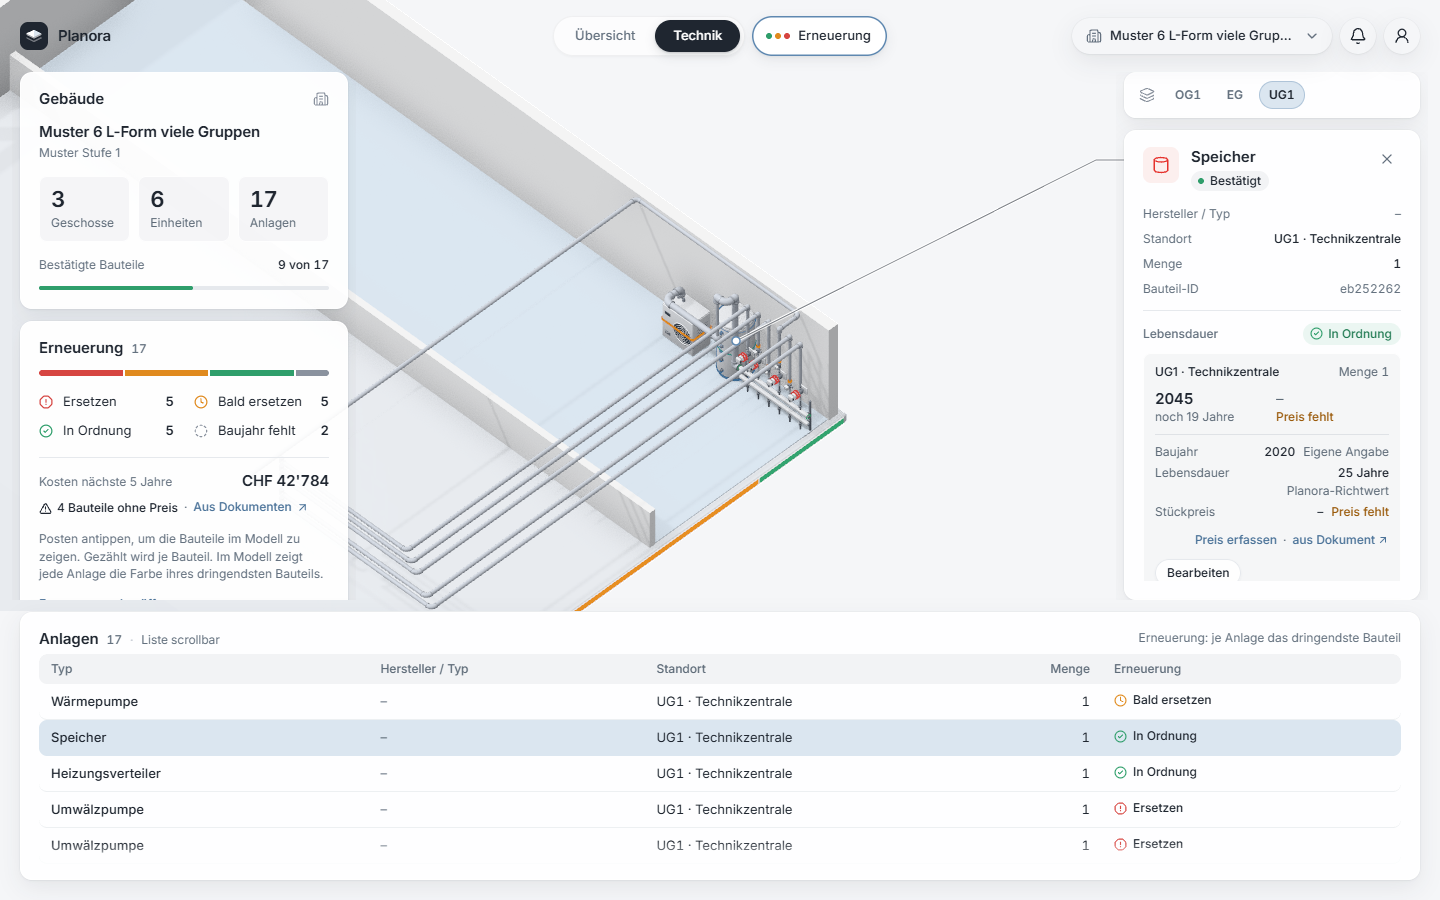 Planora
Übersicht
Technik
Erneuerung
Muster 6 L-Form viele Grup...
Gebäude
Muster 6 L-Form viele Gruppen
Muster Stufe 1
3 6 17
Geschosse Einheiten Anlagen
Bestätigte Bauteile 9 von 17
Erneuerung 17
Ersetzen 5 Bald ersetzen 5
In Ordnung 5 Baujahr fehlt 2
Kosten nächste 5 Jahre CHF 42'784
4 Bauteile ohne Preis · Aus Dokumenten
Posten antippen, um die Bauteile im Modell zu
zeigen. Gezählt wird je Bauteil. Im Modell zeigt
jede Anlage die Farbe ihres dringendsten Bauteils.
OG1 EG UG1
Speicher
Bestätigt
Hersteller / Typ –
Standort UG1 · Technikzentrale
Menge 1
Bauteil-ID eb252262
Lebensdauer In Ordnung
UG1 · Technikzentrale Menge 1
2045 –
noch 19 Jahre Preis fehlt
Baujahr 2020 Eigene Angabe
Lebensdauer 25 Jahre
Planora-Richtwert
Stückpreis – Preis fehlt
Preis erfassen · aus Dokument
Bearbeiten
Anlagen 17 · Liste scrollbar
Erneuerung: je Anlage das dringendste Bauteil
Typ Hersteller / Typ Standort Menge Erneuerung
Wärmepumpe – UG1 · Technikzentrale 1 Bald ersetzen
Speicher – UG1 · Technikzentrale 1 In Ordnung
Heizungsverteiler – UG1 · Technikzentrale 1 In Ordnung
Umwälzpumpe – UG1 · Technikzentrale 1 Ersetzen
Umwälzpumpe – UG1 · Technikzentrale 1 Ersetzen